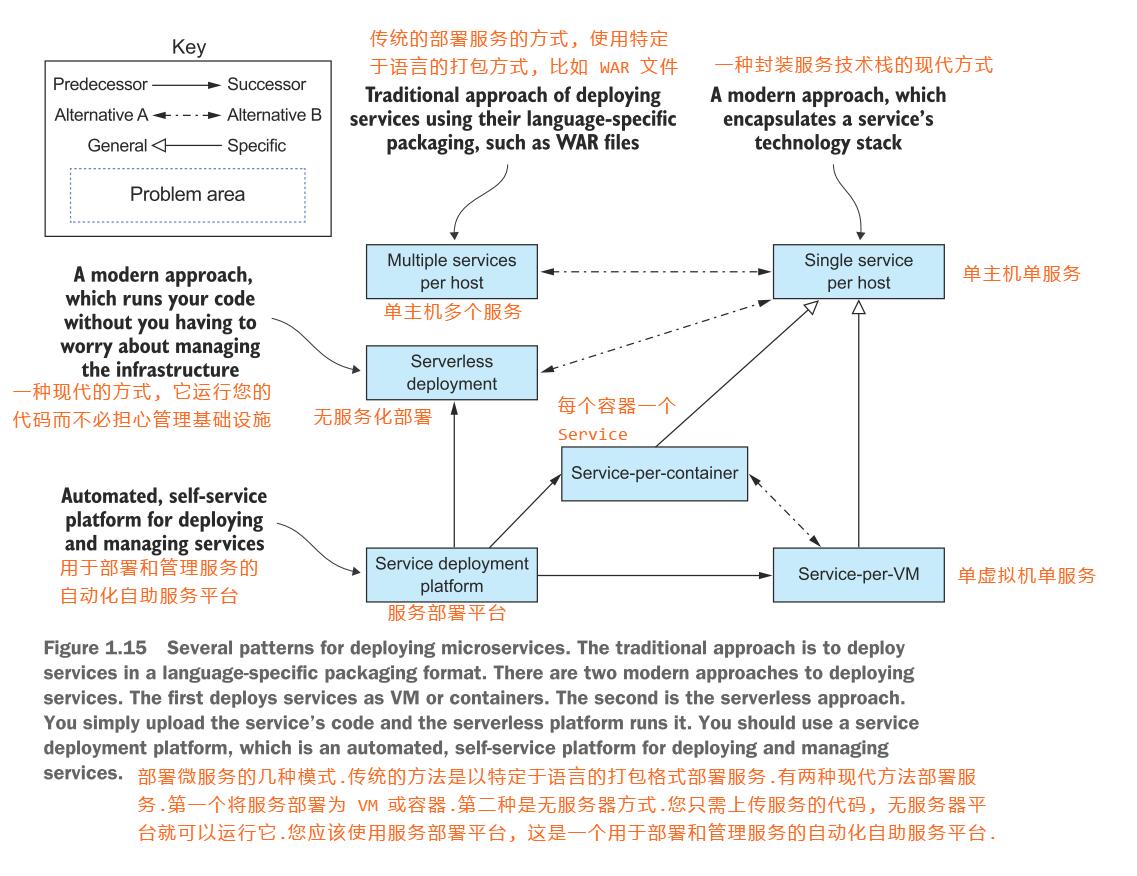 Key
Predecessor
Successor
Alternative A
Alternative B
General
Specific
Problem area
传统的部署服务的方式，使用特定
于语言的打包方式，比如 WAR 文件
Traditional approach of deploying
services using their language-specific
packaging, such as WAR files
一种封装服务技术栈的现代方式
A modern approach, which
encapsulates a service's
technology stack
Multiple services
per host
单主机多个服务
Single service
per host
单主机单服务
A modern approach,
which runs your code
without you having to
worry about managing
the infrastructure
一种现代的方式，它运行您的
代码而不必担心管理基础设施
Serverless
deployment
无服务化部署
每个容器一个
Service
Service-per-container
Automated, self-service
platform for deploying
and managing services
用于部署和管理服务的
自动化自助服务平台
Service deployment
platform
服务部署平台
Service-per-VM
单虚拟机单服务
Figure 1.15 Several patterns for deploying microservices. The traditional approach is to deploy
services in a language-specific packaging format. There are two modern approaches to deploying
services. The first deploys services as VM or containers. The second is the serverless approach.
You simply upload the service's code and the serverless platform runs it. You should use a service
deployment platform, which is an automated, self-service platform for deploying and managing
services.
部署微服务的几种模式.传统的方法是以特定于语言的打包格式部署服务.有两种现代方法部署服
务.第一个将服务部署为 VM 或容器.第二种是无服务器方式.您只需上传服务的代码，无服务器平
台就可以运行它.您应该使用服务部署平台，这是一个用于部署和管理服务的自动化自助服务平台.